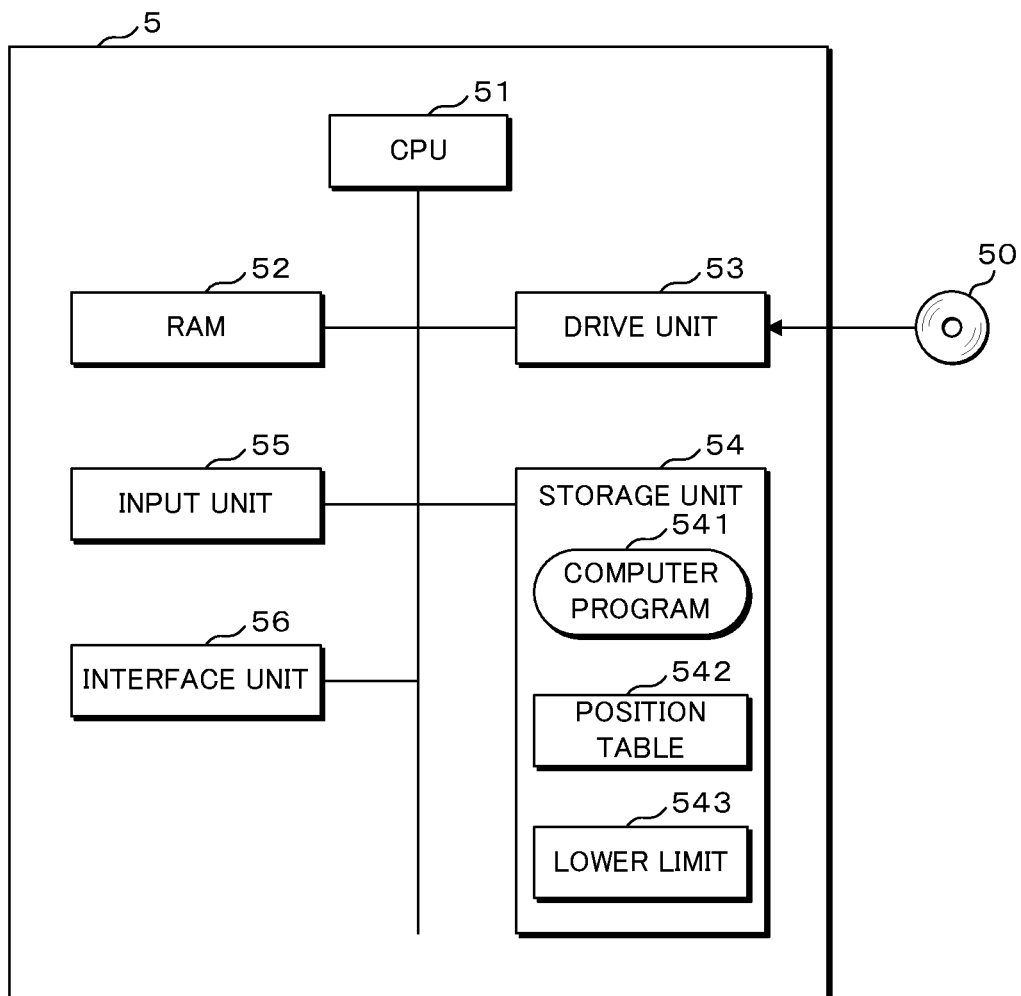 5
51
CPU
50
52
53
RAM
DRIVE UNIT
55
54
INPUT UNIT
STORAGE UNIT
541
COMPUTER
PROGRAM
56
INTERFACE UNIT
542
POSITION
TABLE
543
LOWER LIMIT